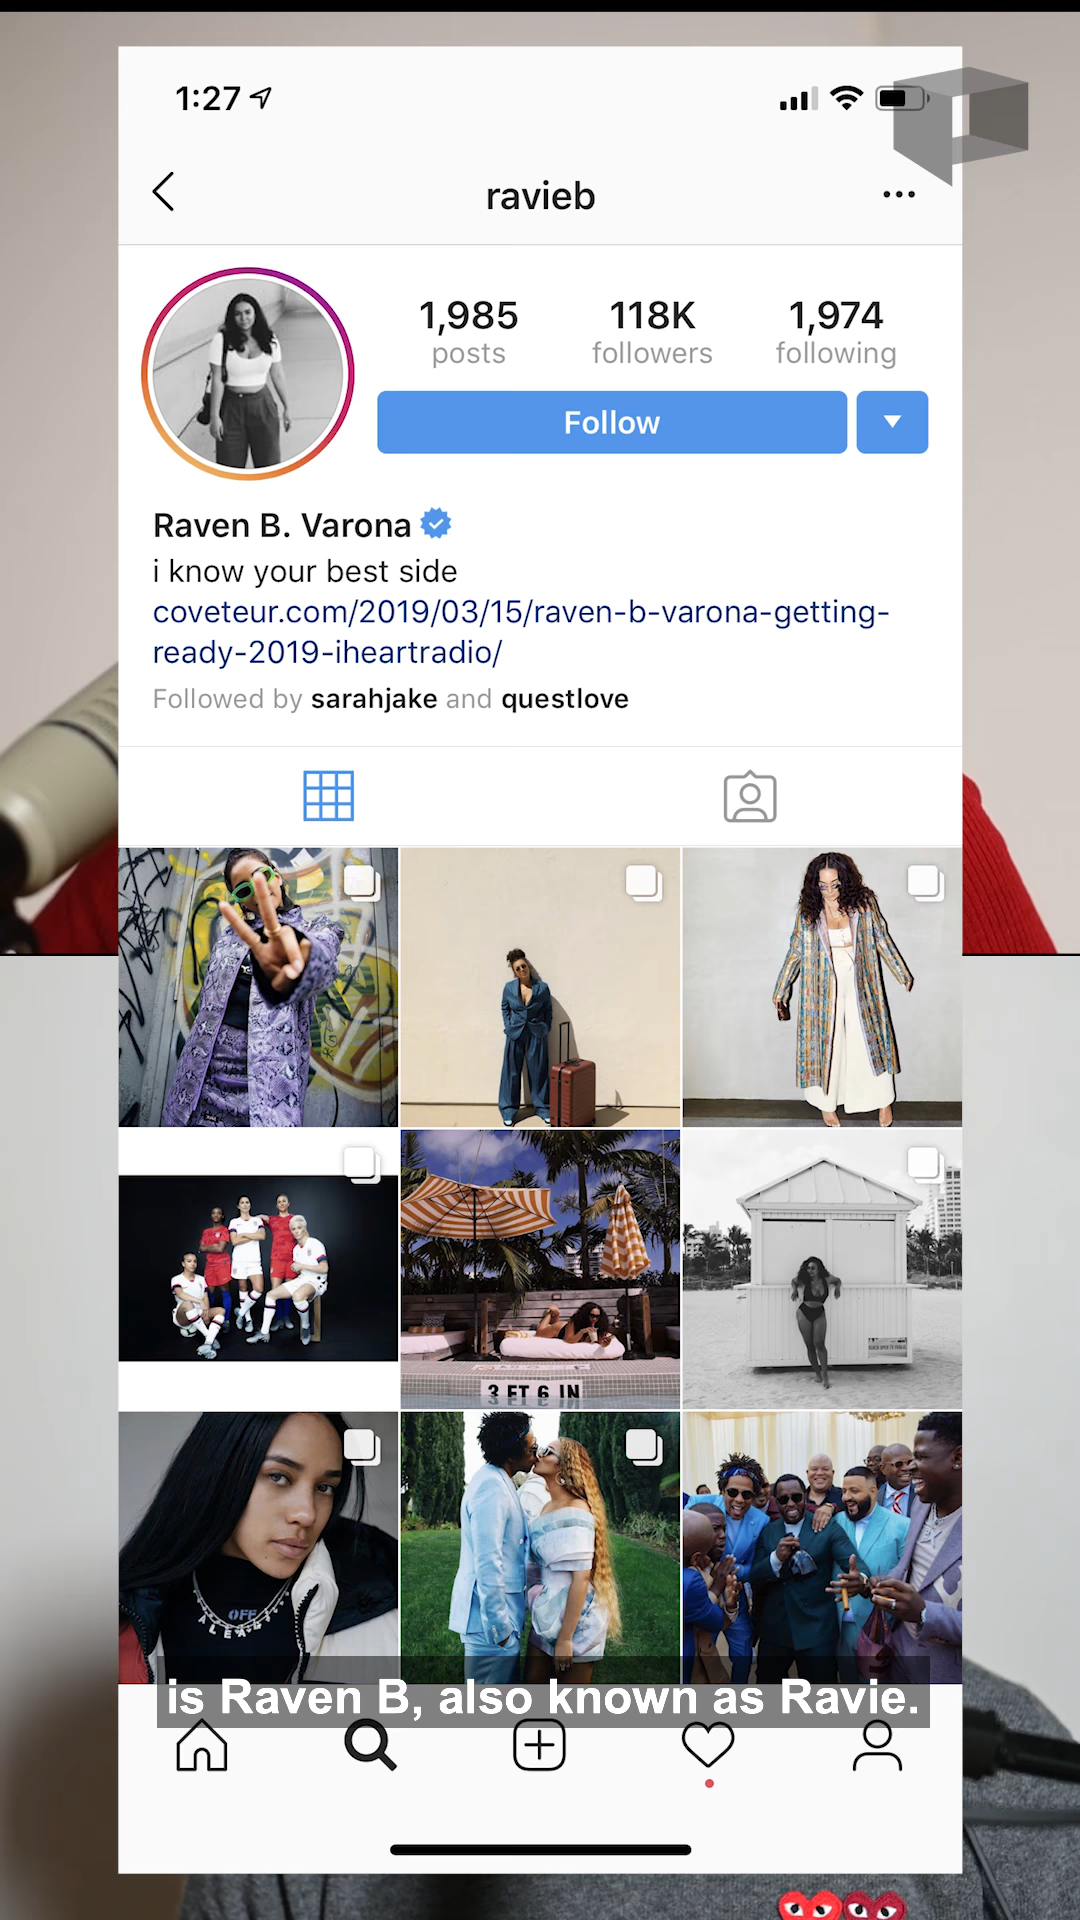 1:27
ravieb
1,985
118K
1,974
posts
followers
following
Follow
Raven B. Varona
i know your best side
coveteur.com/2019/03/15/raven-b-varona-getting-
ready-2019-iheartradio/
Followed by sarahjake and questlove
3 FT 6 IN
OFF
is Raven B, also known as Ravie.